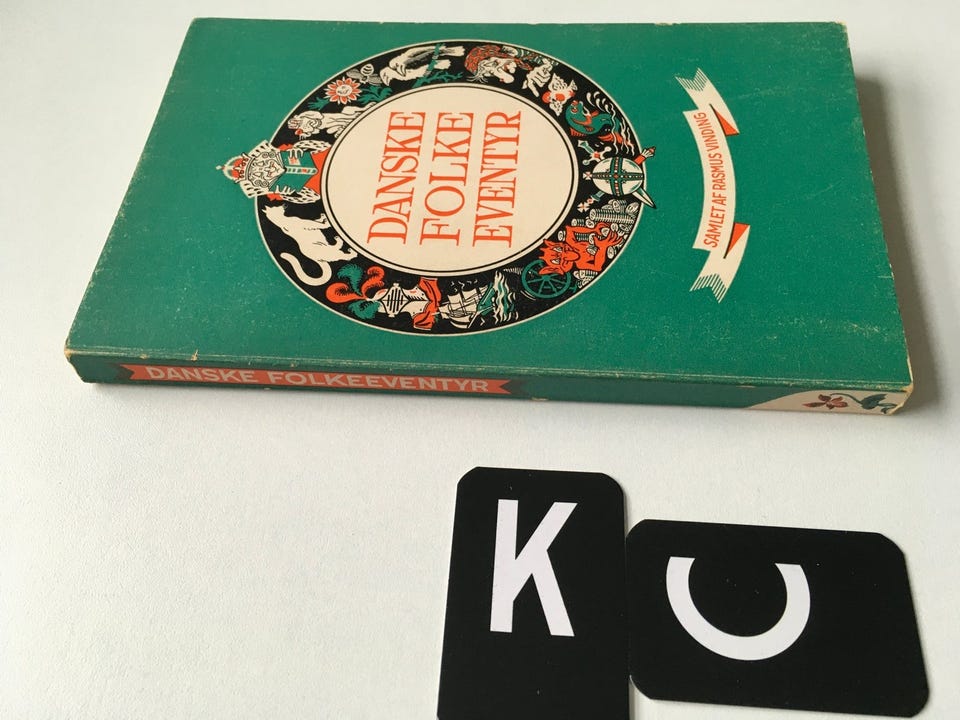 DANSKE
FOLKE
EVENTYR
SAMLET AF RASMUS VINDING
DANSKE FOLKEEVENTYR
K
C